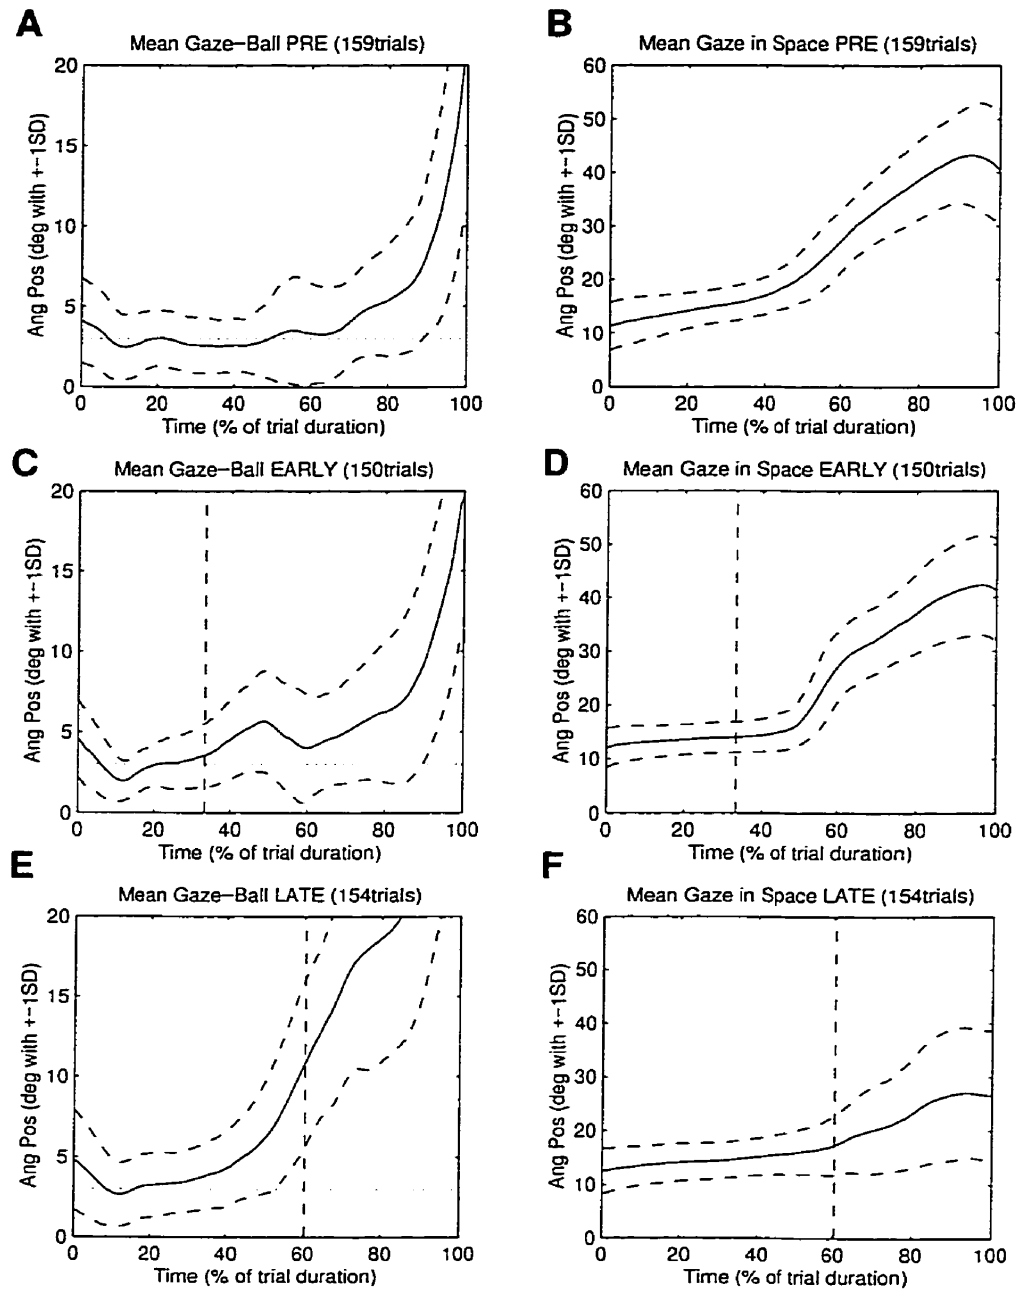 A
B
Mean Gaze-Ball PRE (159trials)
Mean Gaze in Space PRE (159trials)
Ang Pos (deg with +-1SD)
20
15
10
5
0
0 20 40 60 80 100
Time (% of trial duration)
Ang Pos (deg with +-1SD)
60
50
40
30
20
10
0
0 20 40 60 80 100
Time (% of trial duration)
C
D
Mean Gaze-Ball EARLY (150trials)
Mean Gaze in Space EARLY (150trials)
Ang Pos (deg with +-1SD)
20
15
10
5
0
0 20 40 60 80 100
Time (% of trial duration)
Ang Pos (deg with +-1SD)
60
50
40
30
20
10
0
0 20 40 60 80 100
Time (% of trial duration)
E
F
Mean Gaze-Ball LATE (154trials)
Mean Gaze in Space LATE (154trials)
Ang Pos (deg with +-1SD)
20
15
10
5
0
0 20 40 60 80 100
Time (% of trial duration)
Ang Pos (deg with +-1SD)
60
50
40
30
20
10
0
0 20 40 60 80 100
Time (% of trial duration)